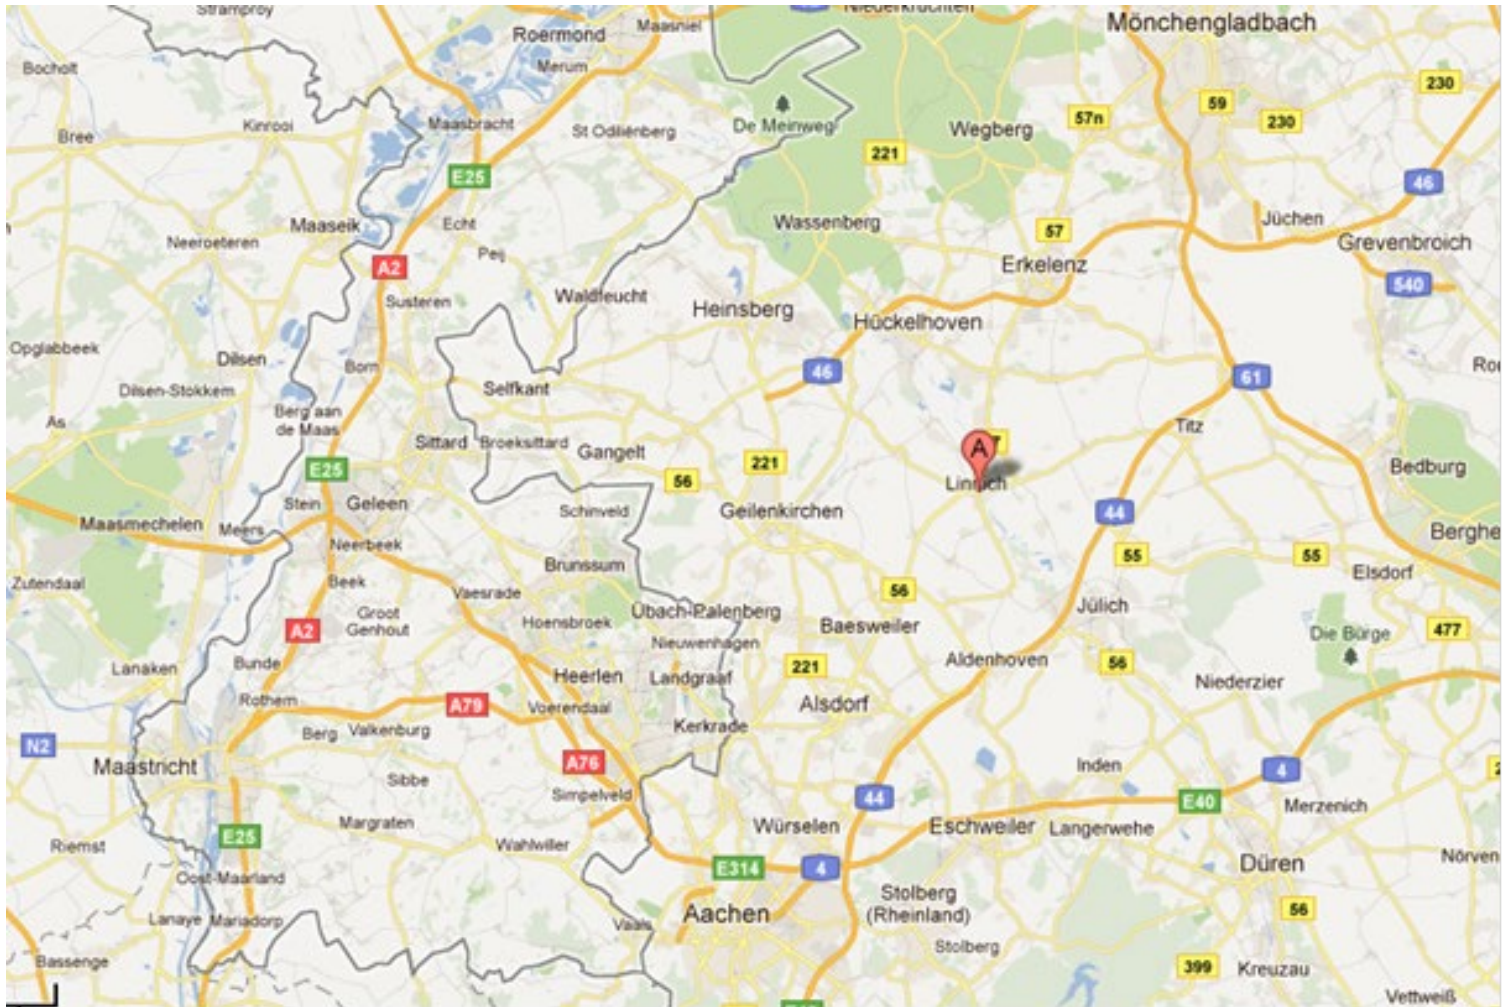 Stramproy
Niederkrüchten
Roermond
Maasniel
Mönchengladbach
Bocholt
Merum
230
59
57n
Kinrooi
Maasbracht
St Odiliënberg
De Meinweg
Wegberg
230
Bree
221
E25
46
Maaseik
Echt
Wassenberg
57
Jüchen
Neeroeteren
Peij
Grevenbroich
A2
Erkelenz
540
Susteren
Waldfeucht
Heinsberg
Hückelhoven
Opglabbeek
Dilsen
Born
46
61
Dilsen-Stokkem
Selfkant
As
Berg aan
de Maas
Titz
Sittard
Broeksittard
Gangelt
A
E25
56
221
Bedburg
Linnich
Stein
Geleen
Schinveld
Geilenkirchen
44
Maasmechelen
Meers
Neerbeek
55
55
Brunssum
Elsdorf
Zutendaal
Beek
Vaesrade
56
Groot
Genhout
Hoensbroek
Übach-Palenberg
Baesweiler
Jülich
A2
Nieuwenhagen
Die Bürge
477
Lanaken
Bunde
Heerlen
Landgraaf
221
Aldenhoven
56
Niederzier
Rothem
A79
Voerendaal
Alsdorf
N2
Berg
Valkenburg
Kerkrade
Maastricht
Sibbe
A76
Inden
4
Simpelveld
44
E40
Merzenich
Margraten
Würselen
Eschweiler
Langerwehe
E25
Riemst
Wahlwiller
E314
4
Düren
Nörven
Oost-Maarland
Stolberg
(Rheinland)
Lanaye
Mariadorp
Vaals
Aachen
56
Stolberg
Bassenge
399
Kreuzau
Vettweiß